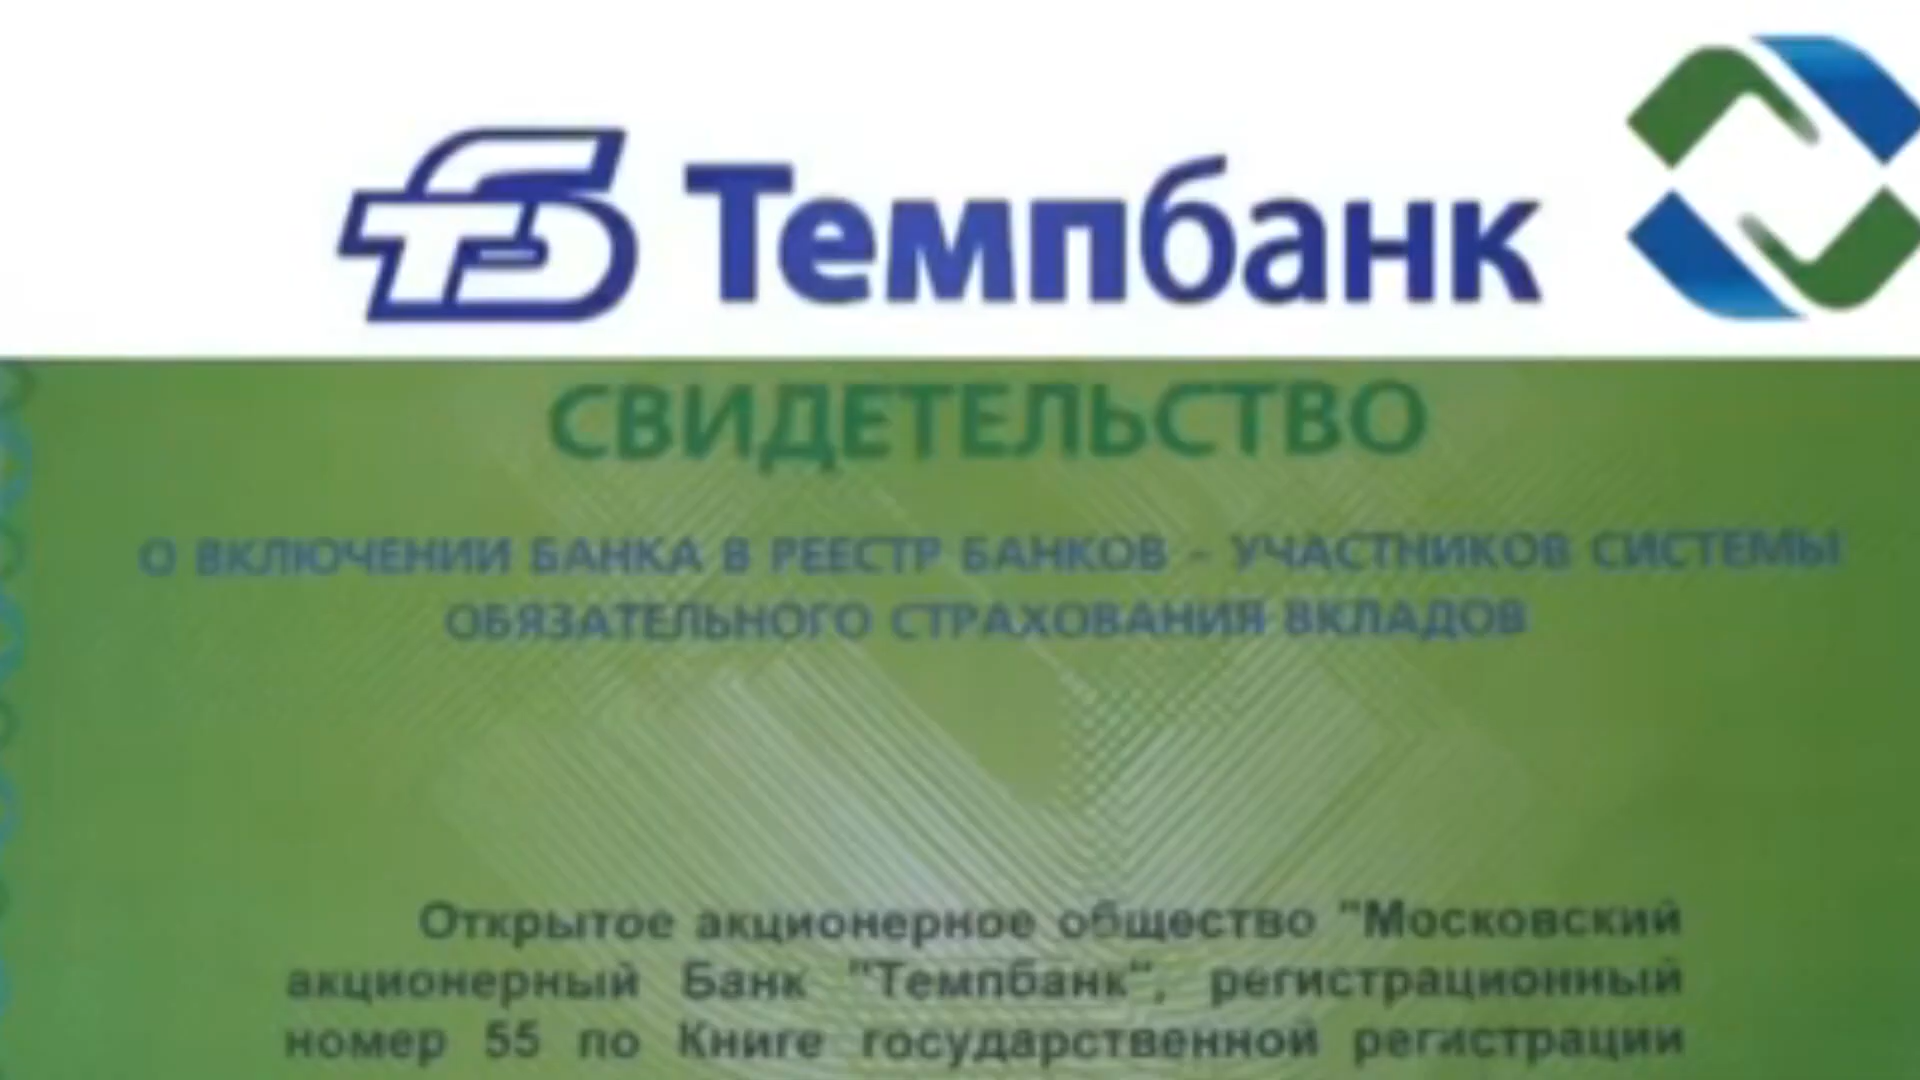 ТБ Темпбанк
СВИДЕТЕЛЬСТВО
О ВКЛЮЧЕНИИ БАНКА В РЕЕСТР БАНКОВ - УЧАСТНИКОВ СИСТЕМЫ
ОБЯЗАТЕЛЬНОГО СТРАХОВАНИЯ ВКЛАДОВ
Открытое акционерное общество "Московский
акционерный Банк "Темпбанк", регистрационный
номер 55 по Книге государственной регистрации